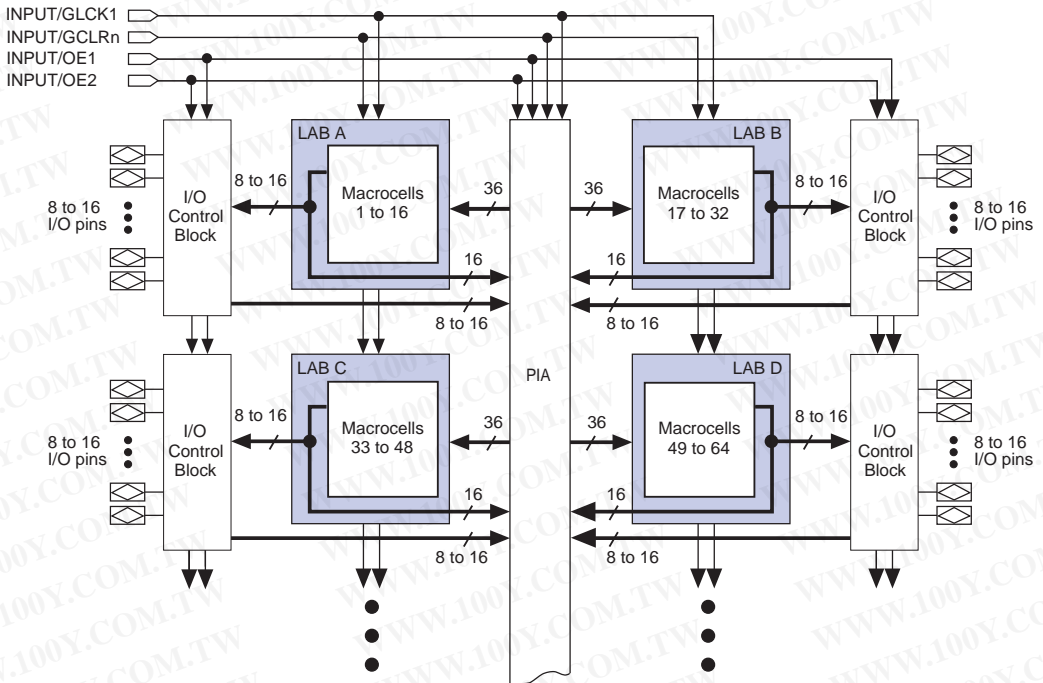 INPUT/GLCK1
INPUT/GCLRn
INPUT/OE1
INPUT/OE2
LAB A
LAB B
I/O
Control
Block
8 to 16
I/O pins
8 to 16
Macrocells
1 to 16
36
16
8 to 16
36
Macrocells
17 to 32
8 to 16
16
8 to 16
I/O
Control
Block
8 to 16
I/O pins
PIA
LAB C
LAB D
I/O
Control
Block
8 to 16
I/O pins
8 to 16
Macrocells
33 to 48
36
16
8 to 16
36
Macrocells
49 to 64
8 to 16
16
8 to 16
I/O
Control
Block
8 to 16
I/O pins
WWW.100Y.COM.TW